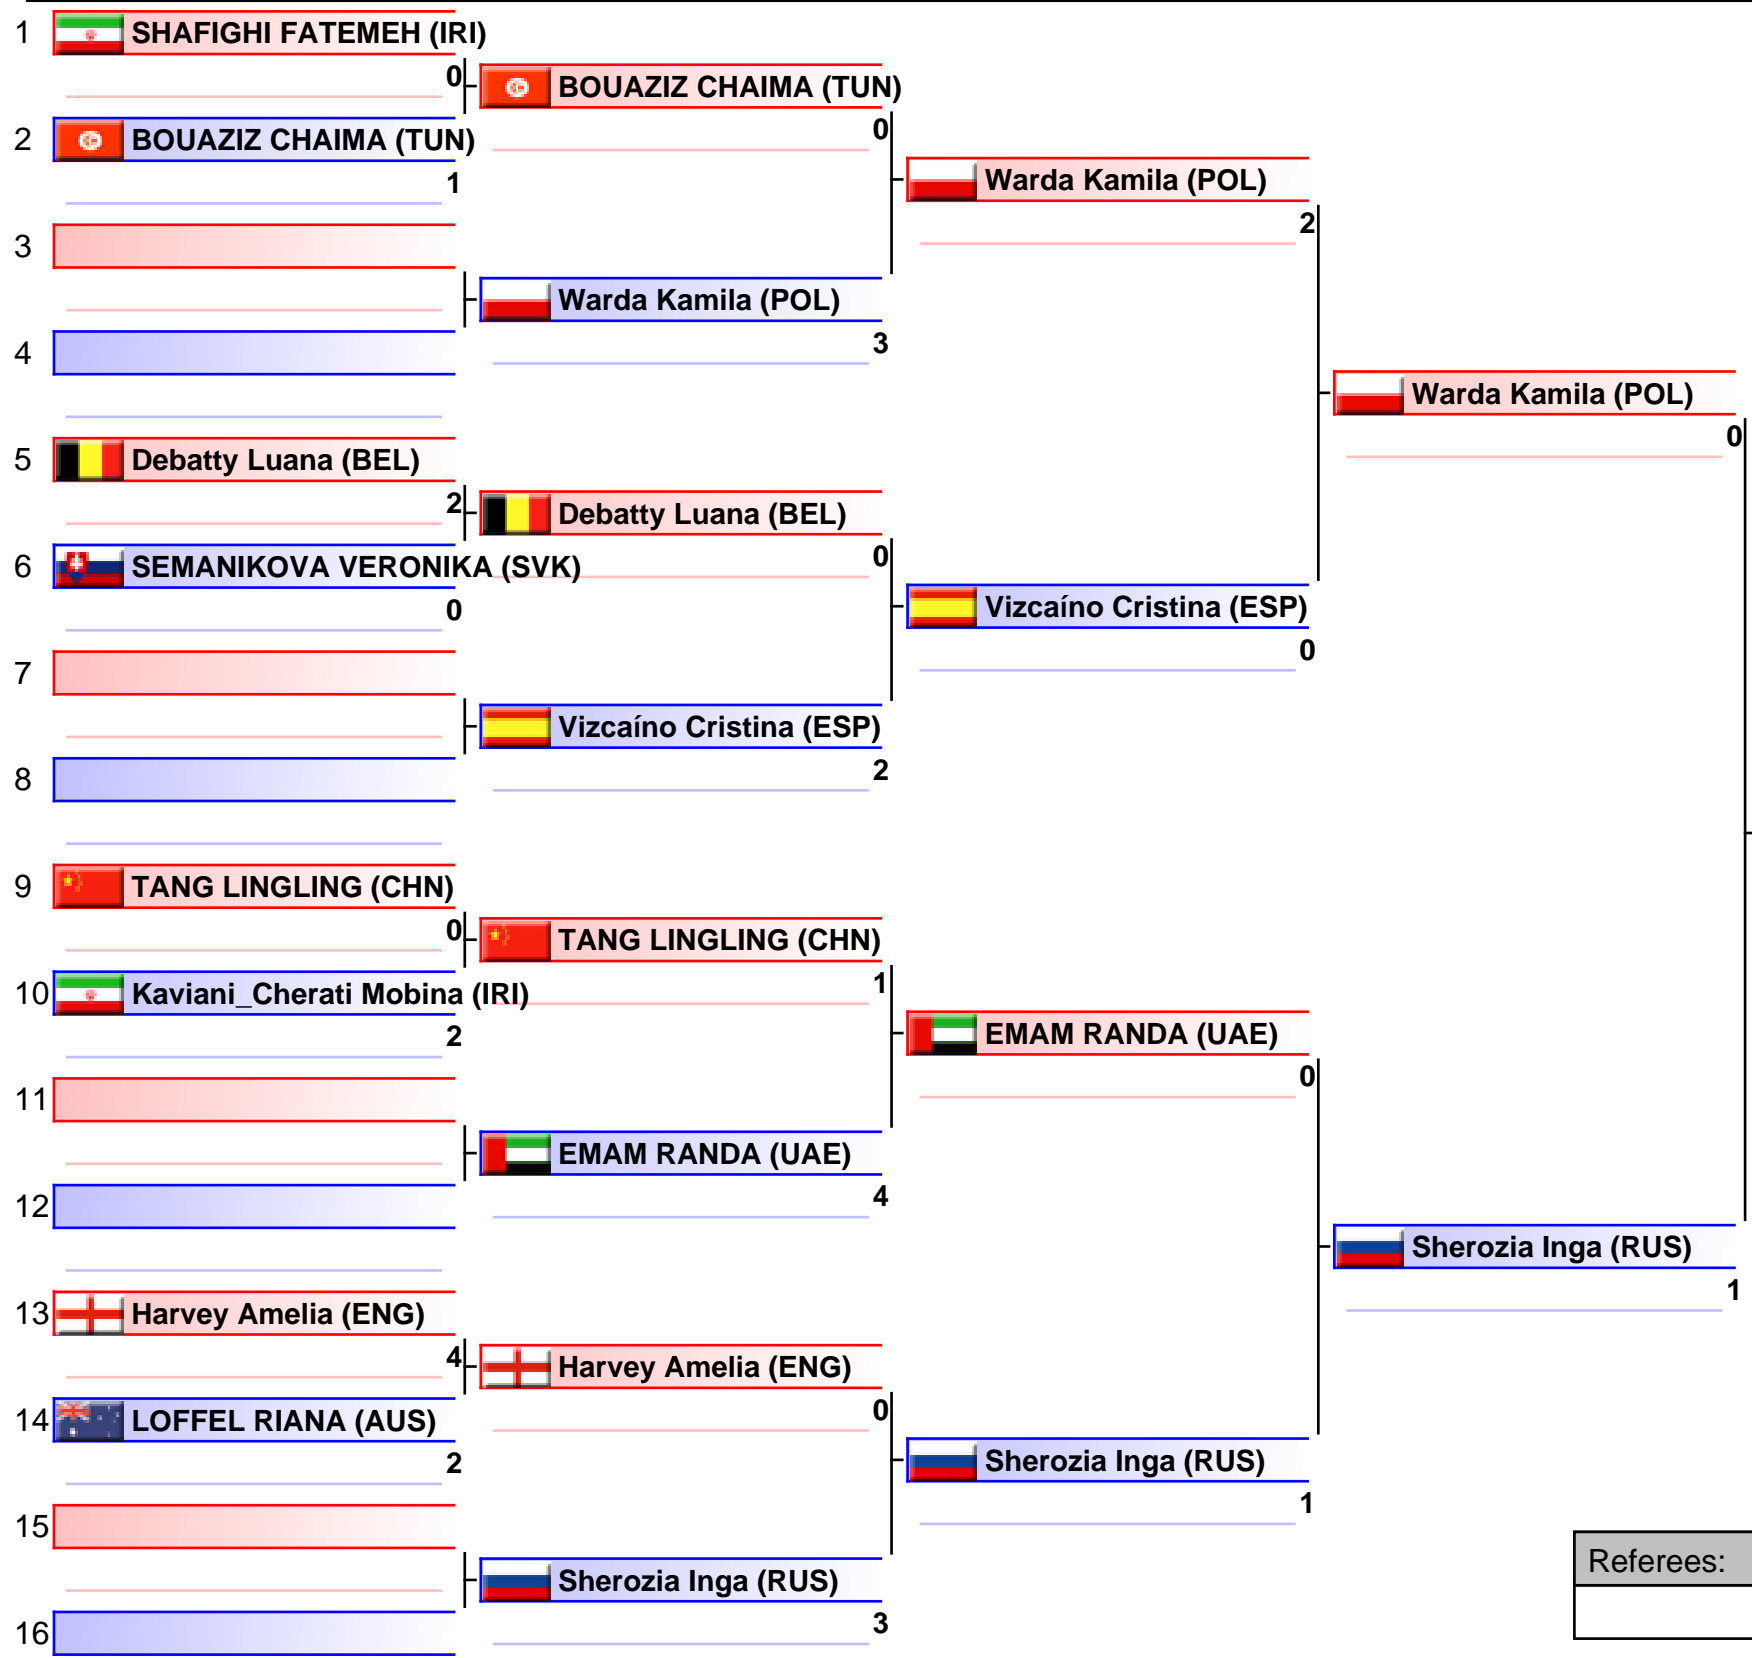 1 SHAFIGHI FATEMEH (IRI)
0 BOUAZIZ CHAIMA (TUN)
2 BOUAZIZ CHAIMA (TUN) 0
1 Warda Kamila (POL)
2
3
Warda Kamila (POL)
4 3
Warda Kamila (POL)
0
5 Debatty Luana (BEL)
2 Debatty Luana (BEL)
6 SEMANIKOVA VERONIKA (SVK) 0
0 Vizcaíno Cristina (ESP)
0
7
Vizcaíno Cristina (ESP)
8 2
9 TANG LINGLING (CHN)
0 TANG LINGLING (CHN)
10 Kaviani_Cherati Mobina (IRI) 1
2 EMAM RANDA (UAE)
0
11
EMAM RANDA (UAE)
12 4
Sherozia Inga (RUS)
1
13 Harvey Amelia (ENG)
4 Harvey Amelia (ENG)
14 LOFFEL RIANA (AUS) 0
2 Sherozia Inga (RUS)
1
15
Referees:
Sherozia Inga (RUS)
16 3